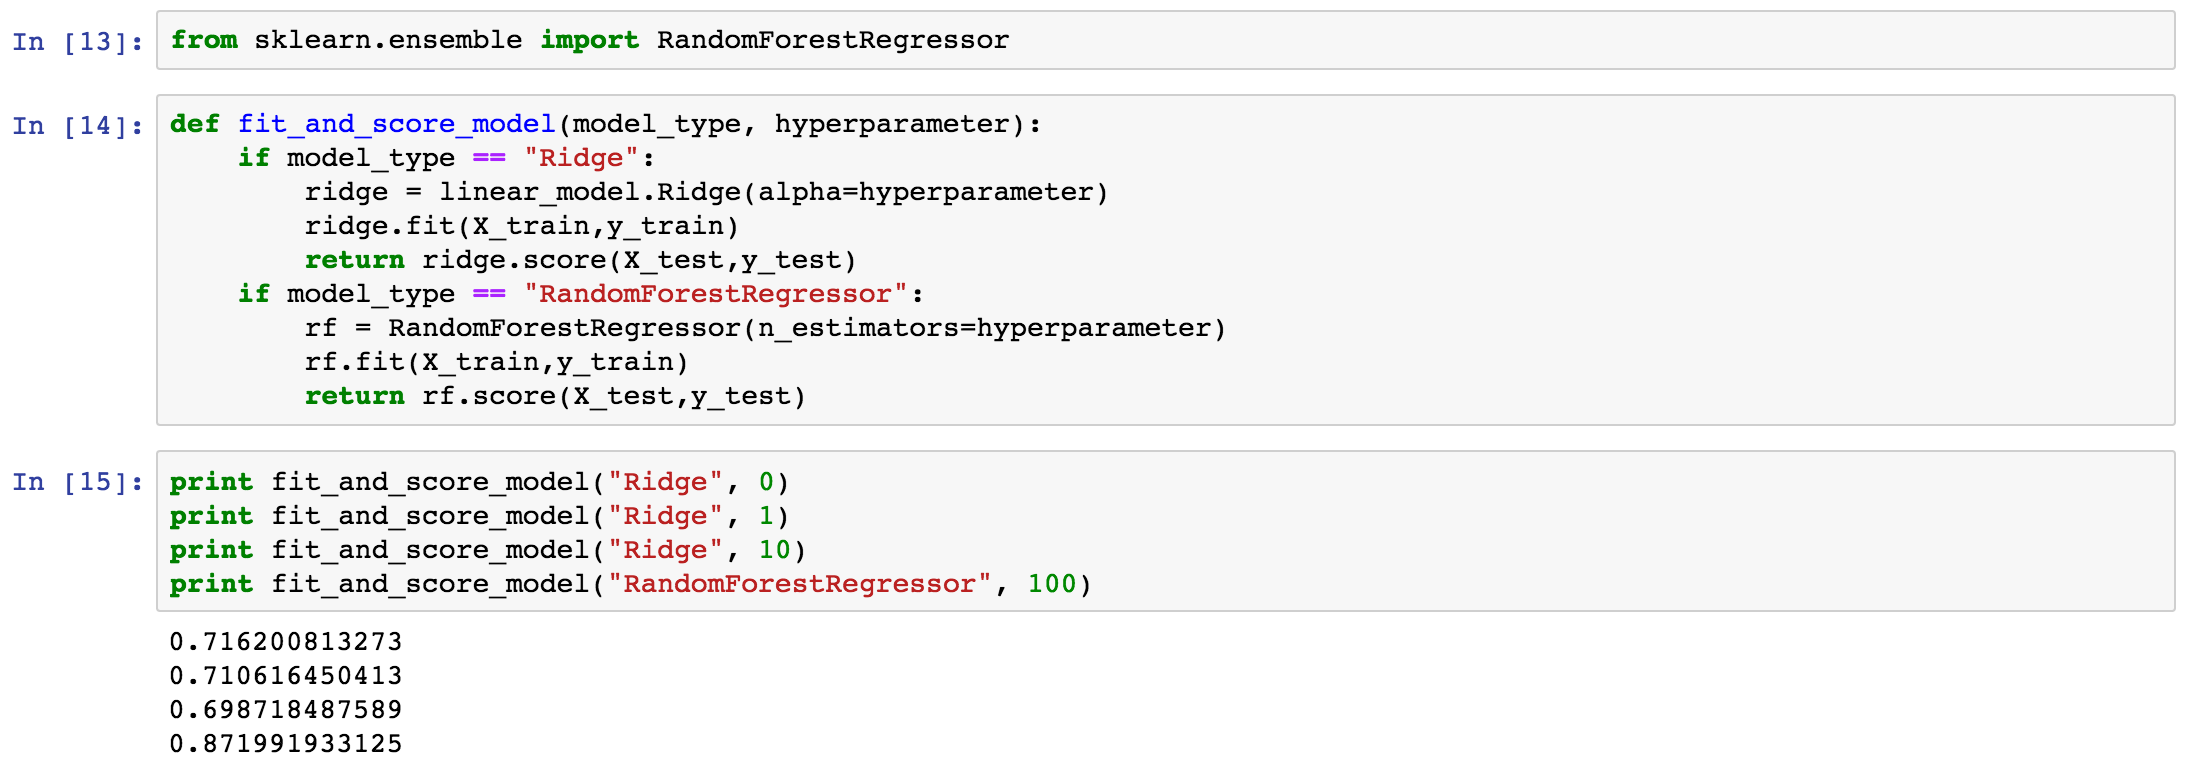 In [13]: from sklearn.ensemble import RandomForestRegressor
In [14]: def fit_and_score_model(model_type, hyperparameter):
    if model_type == "Ridge":
        ridge = linear_model.Ridge(alpha=hyperparameter)
        ridge.fit(X_train,y_train)
        return ridge.score(X_test,y_test)
    if model_type == "RandomForestRegressor":
        rf = RandomForestRegressor(n_estimators=hyperparameter)
        rf.fit(X_train,y_train)
        return rf.score(X_test,y_test)
In [15]: print fit_and_score_model("Ridge", 0)
print fit_and_score_model("Ridge", 1)
print fit_and_score_model("Ridge", 10)
print fit_and_score_model("RandomForestRegressor", 100)
0.716200813273
0.710616450413
0.698718487589
0.871991933125